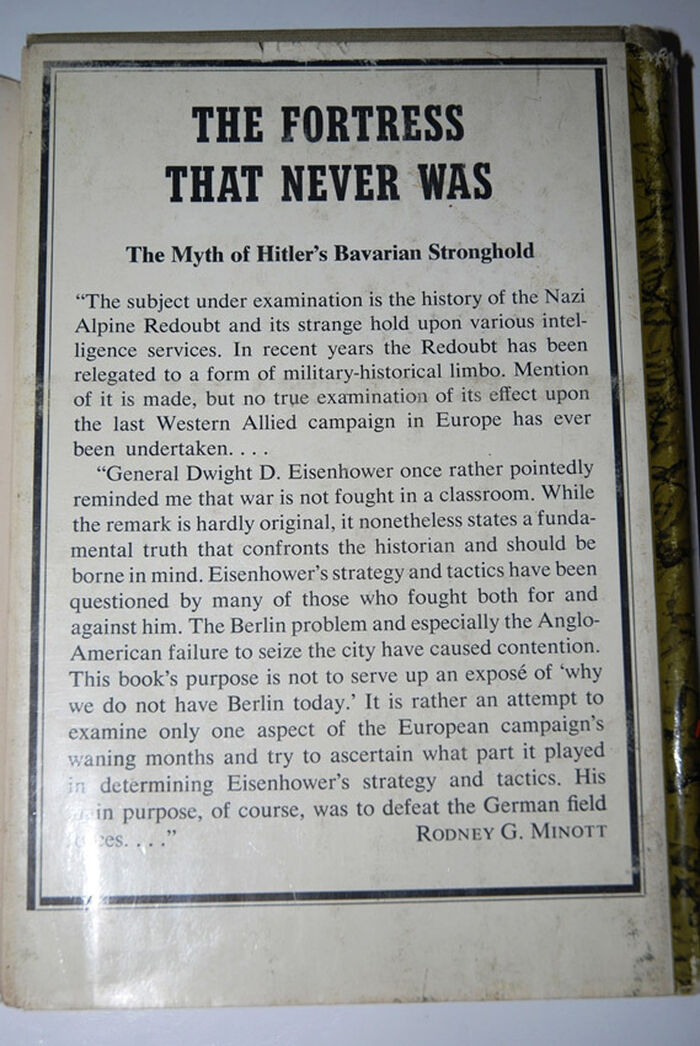 THE FORTRESS
THAT NEVER WAS
The Myth of Hitler's Bavarian Stronghold
“The subject under examination is the history of the Nazi
Alpine Redoubt and its strange hold upon various intel-
ligence services. In recent years the Redoubt has been
relegated to a form of military-historical limbo. Mention
of it is made, but no true examination of its effect upon
the last Western Allied campaign in Europe has ever
been undertaken. . . .
“General Dwight D. Eisenhower once rather pointedly
reminded me that war is not fought in a classroom. While
the remark is hardly original, it nonetheless states a funda-
mental truth that confronts the historian and should be
borne in mind. Eisenhower's strategy and tactics have been
questioned by many of those who fought both for and
against him. The Berlin problem and especially the Anglo-
American failure to seize the city have caused contention.
This book's purpose is not to serve up an exposé of ‘why
we do not have Berlin today.’ It is rather an attempt to
examine only one aspect of the European campaign's
waning months and try to ascertain what part it played
in determining Eisenhower's strategy and tactics. His
purpose, of course, was to defeat the German field
. . . .” RODNEY G. MINOTT